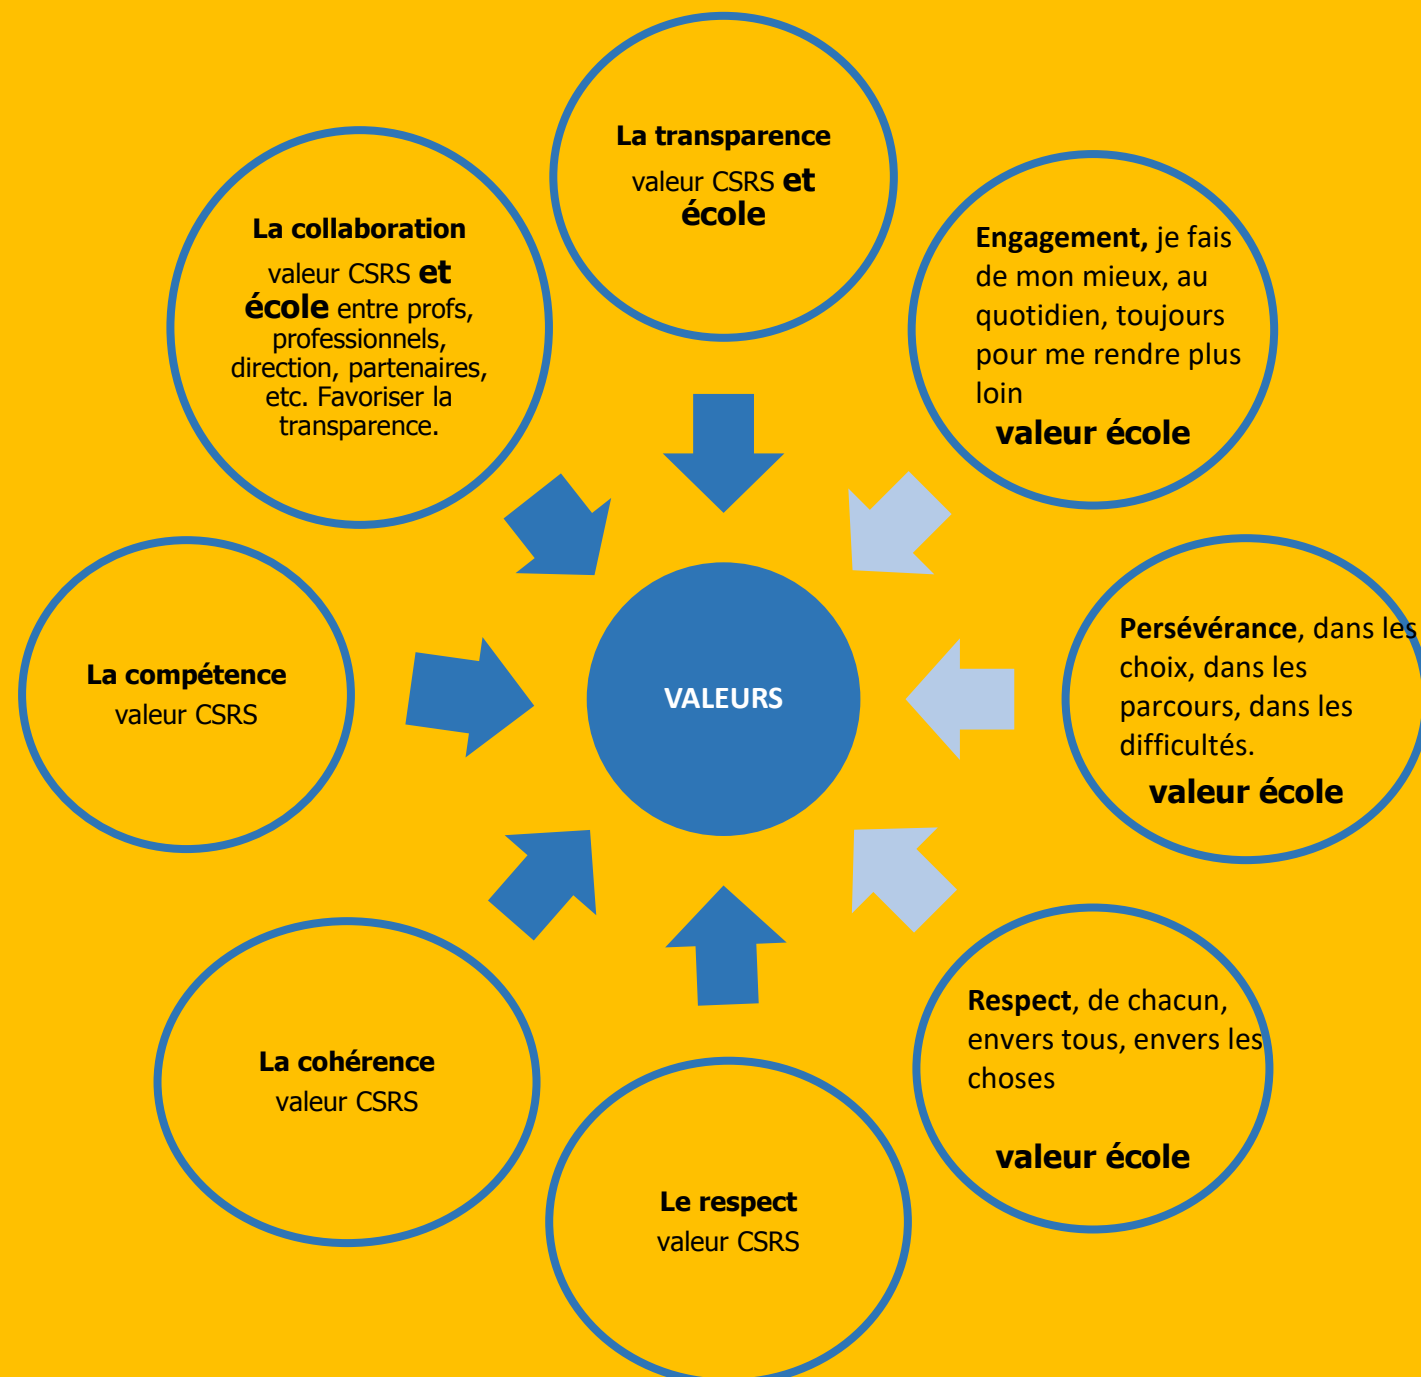 La transparence
valeur CSRS et
école
Engagement, je fais
de mon mieux, au
quotidien, toujours
pour me rendre plus
loin
valeur école
Persévérance, dans les
choix, dans les
parcours, dans les
difficultés.
valeur école
Respect, de chacun,
envers tous, envers les
choses
valeur école
Le respect
valeur CSRS
La cohérence
valeur CSRS
La compétence
valeur CSRS
La collaboration
valeur CSRS et
école entre profs,
professionnels,
direction, partenaires,
etc. Favoriser la
transparence.
VALEURS